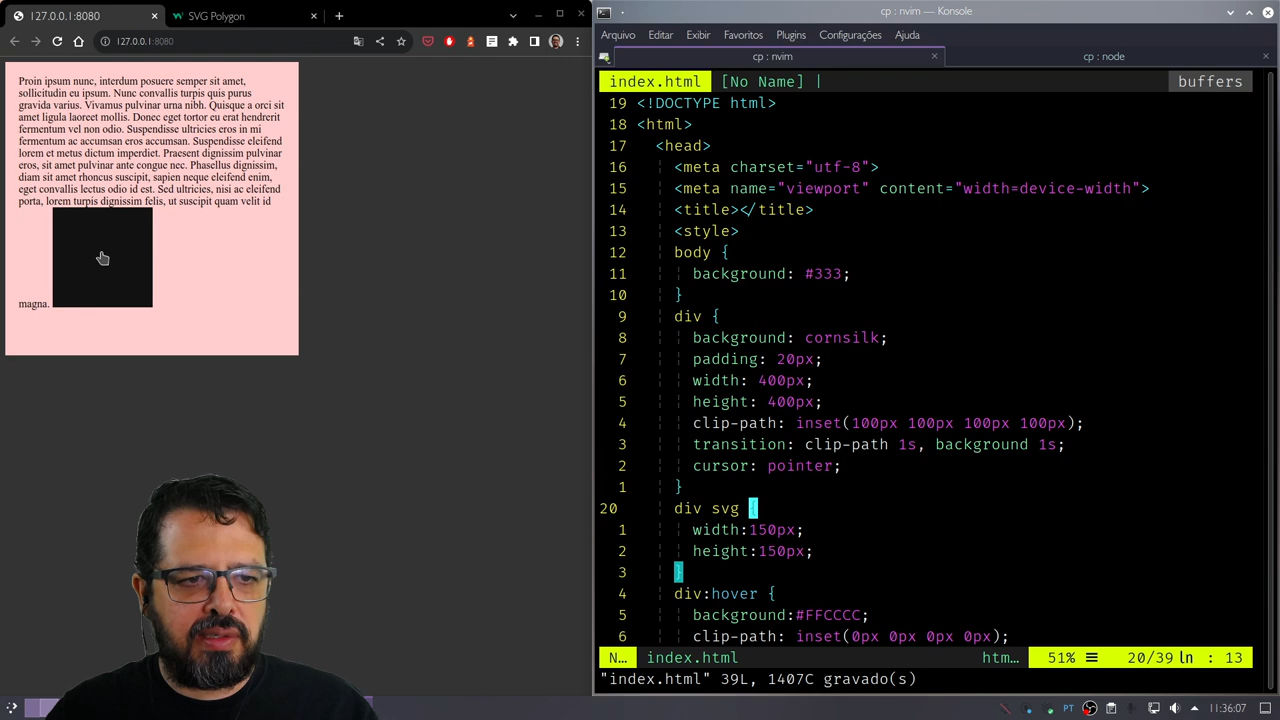 127.0.0.1:8080
SVG Polygon
127.0.0.1:8080
Proin ipsum nunc, interdum posuere semper sit amet,
sollicitudin eu ipsum. Nunc convallis turpis quis purus
gravida varius. Vivamus pulvinar urna nibh. Quisque a orci sit
amet ligula laoreet mollis. Donec eget tortor eu erat hendrerit
fermentum vel non odio. Suspendisse ultricies eros in mi
fermentum ac accumsan eros accumsan. Suspendisse eleifend
lorem et metus dictum imperdiet. Praesent dignissim pulvinar
eros, sit amet pulvinar ante congue nec. Phasellus dignissim,
diam sit amet rhoncus suscipit, sapien neque eleifend enim,
eget convallis lectus odio id est. Sed ultricies, nisi ac eleifend
porta, lorem turpis dignissim felis, ut suscipit quam velit id
magna.
cp : nvim — Konsole
Arquivo Editar Exibir Favoritos Plugins Configurações Ajuda
cp : nvim
cp : node
index.html [No Name] | buffers
19 <!DOCTYPE html>
18 <html>
17 <head>
16 <meta charset="utf-8">
15 <meta name="viewport" content="width=device-width">
14 <title></title>
13 <style>
12 body {
11 background: #333;
10 }
9 div {
8 background: cornsilk;
7 padding: 20px;
6 width: 400px;
5 height: 400px;
4 clip-path: inset(100px 100px 100px 100px);
3 transition: clip-path 1s, background 1s;
2 cursor: pointer;
1 }
20 div svg {
1 width:150px;
2 height:150px;
3 }
4 div:hover {
5 background:#FFCCCC;
6 clip-path: inset(0px 0px 0px 0px);
N… index.html htm… 51% ☰ 20/39 ln : 13
"index.html" 39L, 1407C gravado(s)
PT 11:36:07